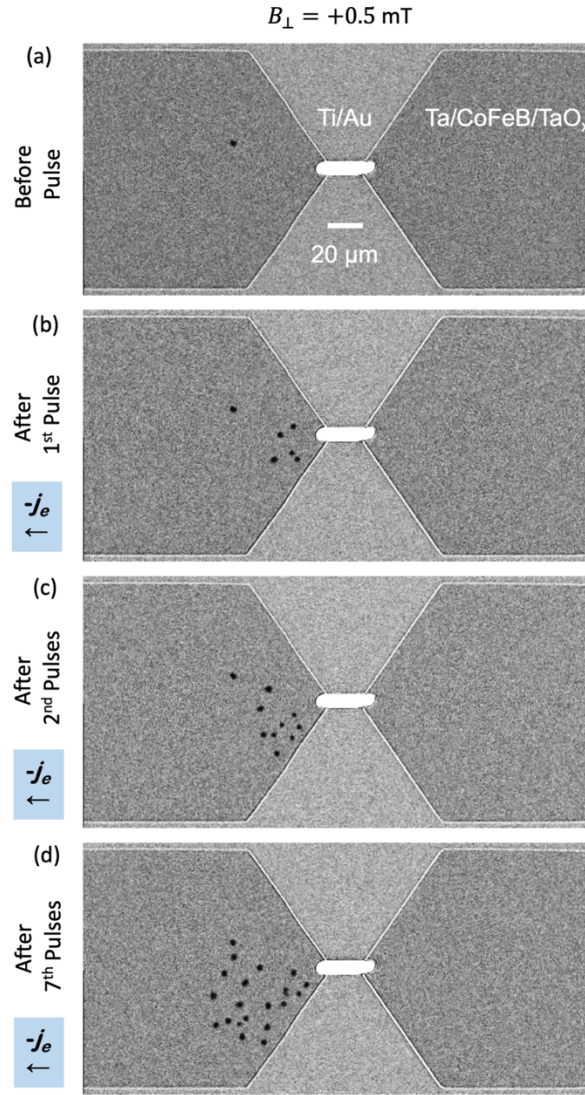 B⊥ = +0.5 mT
(a)
Before
Pulse
Ti/Au
Ta/CoFeB/TaO
20 μm
(b)
After
1st Pulse
-je
←
(c)
After
2nd Pulses
-je
←
(d)
After
7th Pulses
-je
←